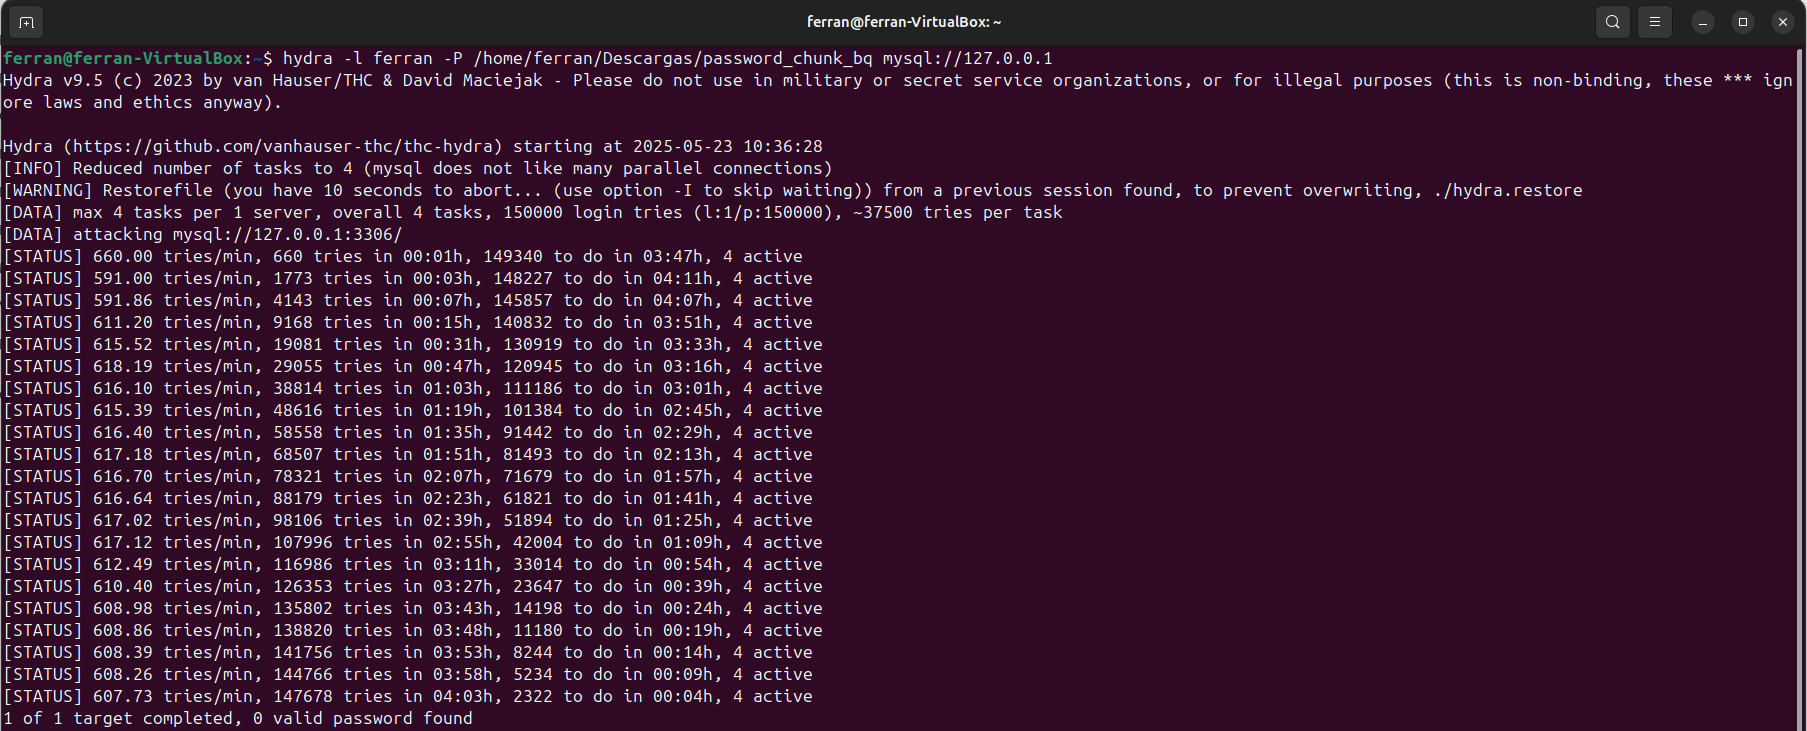 ferran@ferran-VirtualBox: ~
ferran@ferran-VirtualBox:~$ hydra -l ferran -P /home/ferran/Descargas/password_chunk_bq mysql://127.0.0.1
Hydra v9.5 (c) 2023 by van Hauser/THC & David Maciejak - Please do not use in military or secret service organizations, or for illegal purposes (this is non-binding, these *** ign
ore laws and ethics anyway).

Hydra (https://github.com/vanhauser-thc/thc-hydra) starting at 2025-05-23 10:36:28
[INFO] Reduced number of tasks to 4 (mysql does not like many parallel connections)
[WARNING] Restorefile (you have 10 seconds to abort... (use option -I to skip waiting)) from a previous session found, to prevent overwriting, ./hydra.restore
[DATA] max 4 tasks per 1 server, overall 4 tasks, 150000 login tries (l:1/p:150000), ~37500 tries per task
[DATA] attacking mysql://127.0.0.1:3306/
[STATUS] 660.00 tries/min, 660 tries in 00:01h, 149340 to do in 03:47h, 4 active
[STATUS] 591.00 tries/min, 1773 tries in 00:03h, 148227 to do in 04:11h, 4 active
[STATUS] 591.86 tries/min, 4143 tries in 00:07h, 145857 to do in 04:07h, 4 active
[STATUS] 611.20 tries/min, 9168 tries in 00:15h, 140832 to do in 03:51h, 4 active
[STATUS] 615.52 tries/min, 19081 tries in 00:31h, 130919 to do in 03:33h, 4 active
[STATUS] 618.19 tries/min, 29055 tries in 00:47h, 120945 to do in 03:16h, 4 active
[STATUS] 616.10 tries/min, 38814 tries in 01:03h, 111186 to do in 03:01h, 4 active
[STATUS] 615.39 tries/min, 48616 tries in 01:19h, 101384 to do in 02:45h, 4 active
[STATUS] 616.40 tries/min, 58558 tries in 01:35h, 91442 to do in 02:29h, 4 active
[STATUS] 617.18 tries/min, 68507 tries in 01:51h, 81493 to do in 02:13h, 4 active
[STATUS] 616.70 tries/min, 78321 tries in 02:07h, 71679 to do in 01:57h, 4 active
[STATUS] 616.64 tries/min, 88179 tries in 02:23h, 61821 to do in 01:41h, 4 active
[STATUS] 617.02 tries/min, 98106 tries in 02:39h, 51894 to do in 01:25h, 4 active
[STATUS] 617.12 tries/min, 107996 tries in 02:55h, 42004 to do in 01:09h, 4 active
[STATUS] 612.49 tries/min, 116986 tries in 03:11h, 33014 to do in 00:54h, 4 active
[STATUS] 610.40 tries/min, 126353 tries in 03:27h, 23647 to do in 00:39h, 4 active
[STATUS] 608.98 tries/min, 135802 tries in 03:43h, 14198 to do in 00:24h, 4 active
[STATUS] 608.86 tries/min, 138820 tries in 03:48h, 11180 to do in 00:19h, 4 active
[STATUS] 608.39 tries/min, 141756 tries in 03:53h, 8244 to do in 00:14h, 4 active
[STATUS] 608.26 tries/min, 144766 tries in 03:58h, 5234 to do in 00:09h, 4 active
[STATUS] 607.73 tries/min, 147678 tries in 04:03h, 2322 to do in 00:04h, 4 active
1 of 1 target completed, 0 valid password found